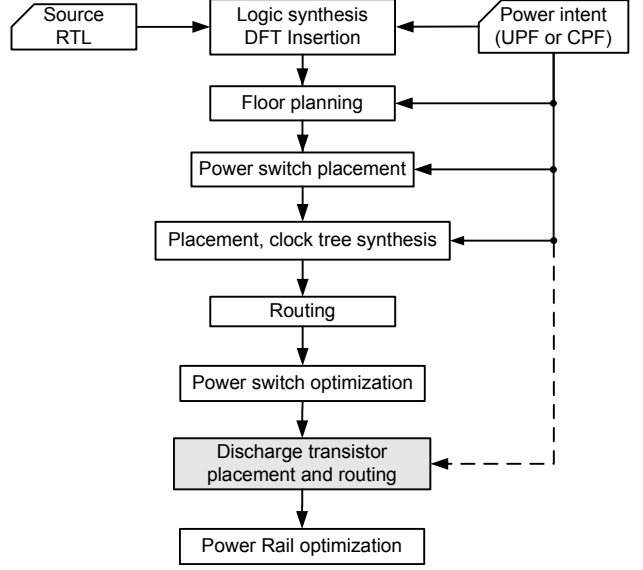 Source
RTL
Logic synthesis
DFT Insertion
Power intent
(UPF or CPF)
Floor planning
Power switch placement
Placement, clock tree synthesis
Routing
Power switch optimization
Discharge transistor
placement and routing
Power Rail optimization